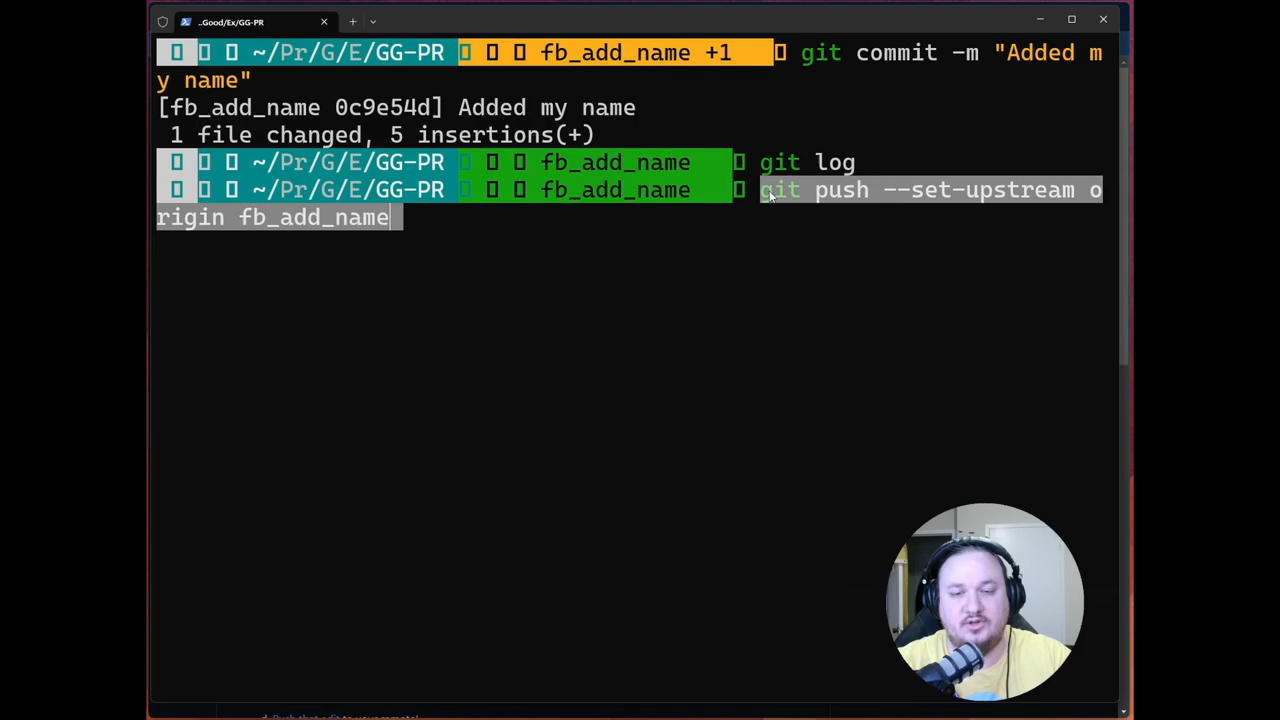 ..Good/Ex/GG-PR
~/Pr/G/E/GG-PR fb_add_name +1 git commit -m "Added m
y name"
[fb_add_name 0c9e54d] Added my name
1 file changed, 5 insertions(+)
~/Pr/G/E/GG-PR fb_add_name git log
~/Pr/G/E/GG-PR fb_add_name git push --set-upstream o
rigin fb_add_name